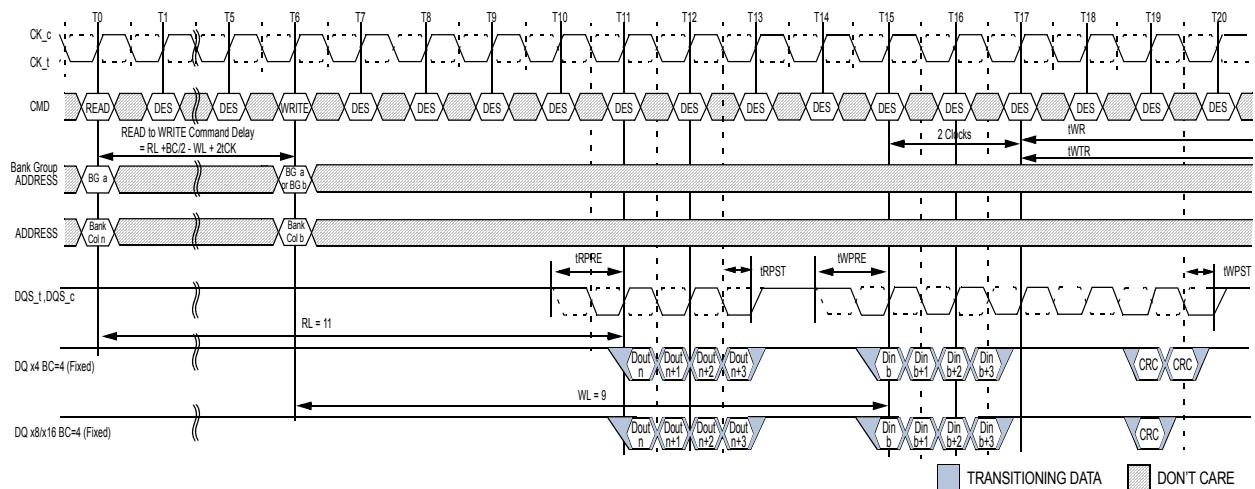 T0 T1 T5 T6 T7 T8 T9 T10 T11 T12 T13 T14 T15 T16 T17 T18 T19 T20
CK_c
CK_t
CMD READ DES DES WRITE DES DES DES DES DES DES DES DES DES DES DES DES DES DES
READ to WRITE Command Delay
= RL +BC/2 - WL + 2tCK
2 Clocks
tWR
tWTR
Bank Group
ADDRESS
BG a
BG a
or BG b
ADDRESS
Bank
Col n
Bank
Col b
tRPRE
tRPST
tWPRE
tWPST
DQS_t ,DQS_c
RL = 11
DQ x4 BC=4 (Fixed)
Dout
n
Dout
n+1
Dout
n+2
Dout
n+3
Din
b
Din
b+1
Din
b+2
Din
b+3
CRC CRC
WL = 9
DQ x8/x16 BC=4 (Fixed)
Dout
n
Dout
n+1
Dout
n+2
Dout
n+3
Din
b
Din
b+1
Din
b+2
Din
b+3
CRC
TRANSITIONING DATA
DON'T CARE